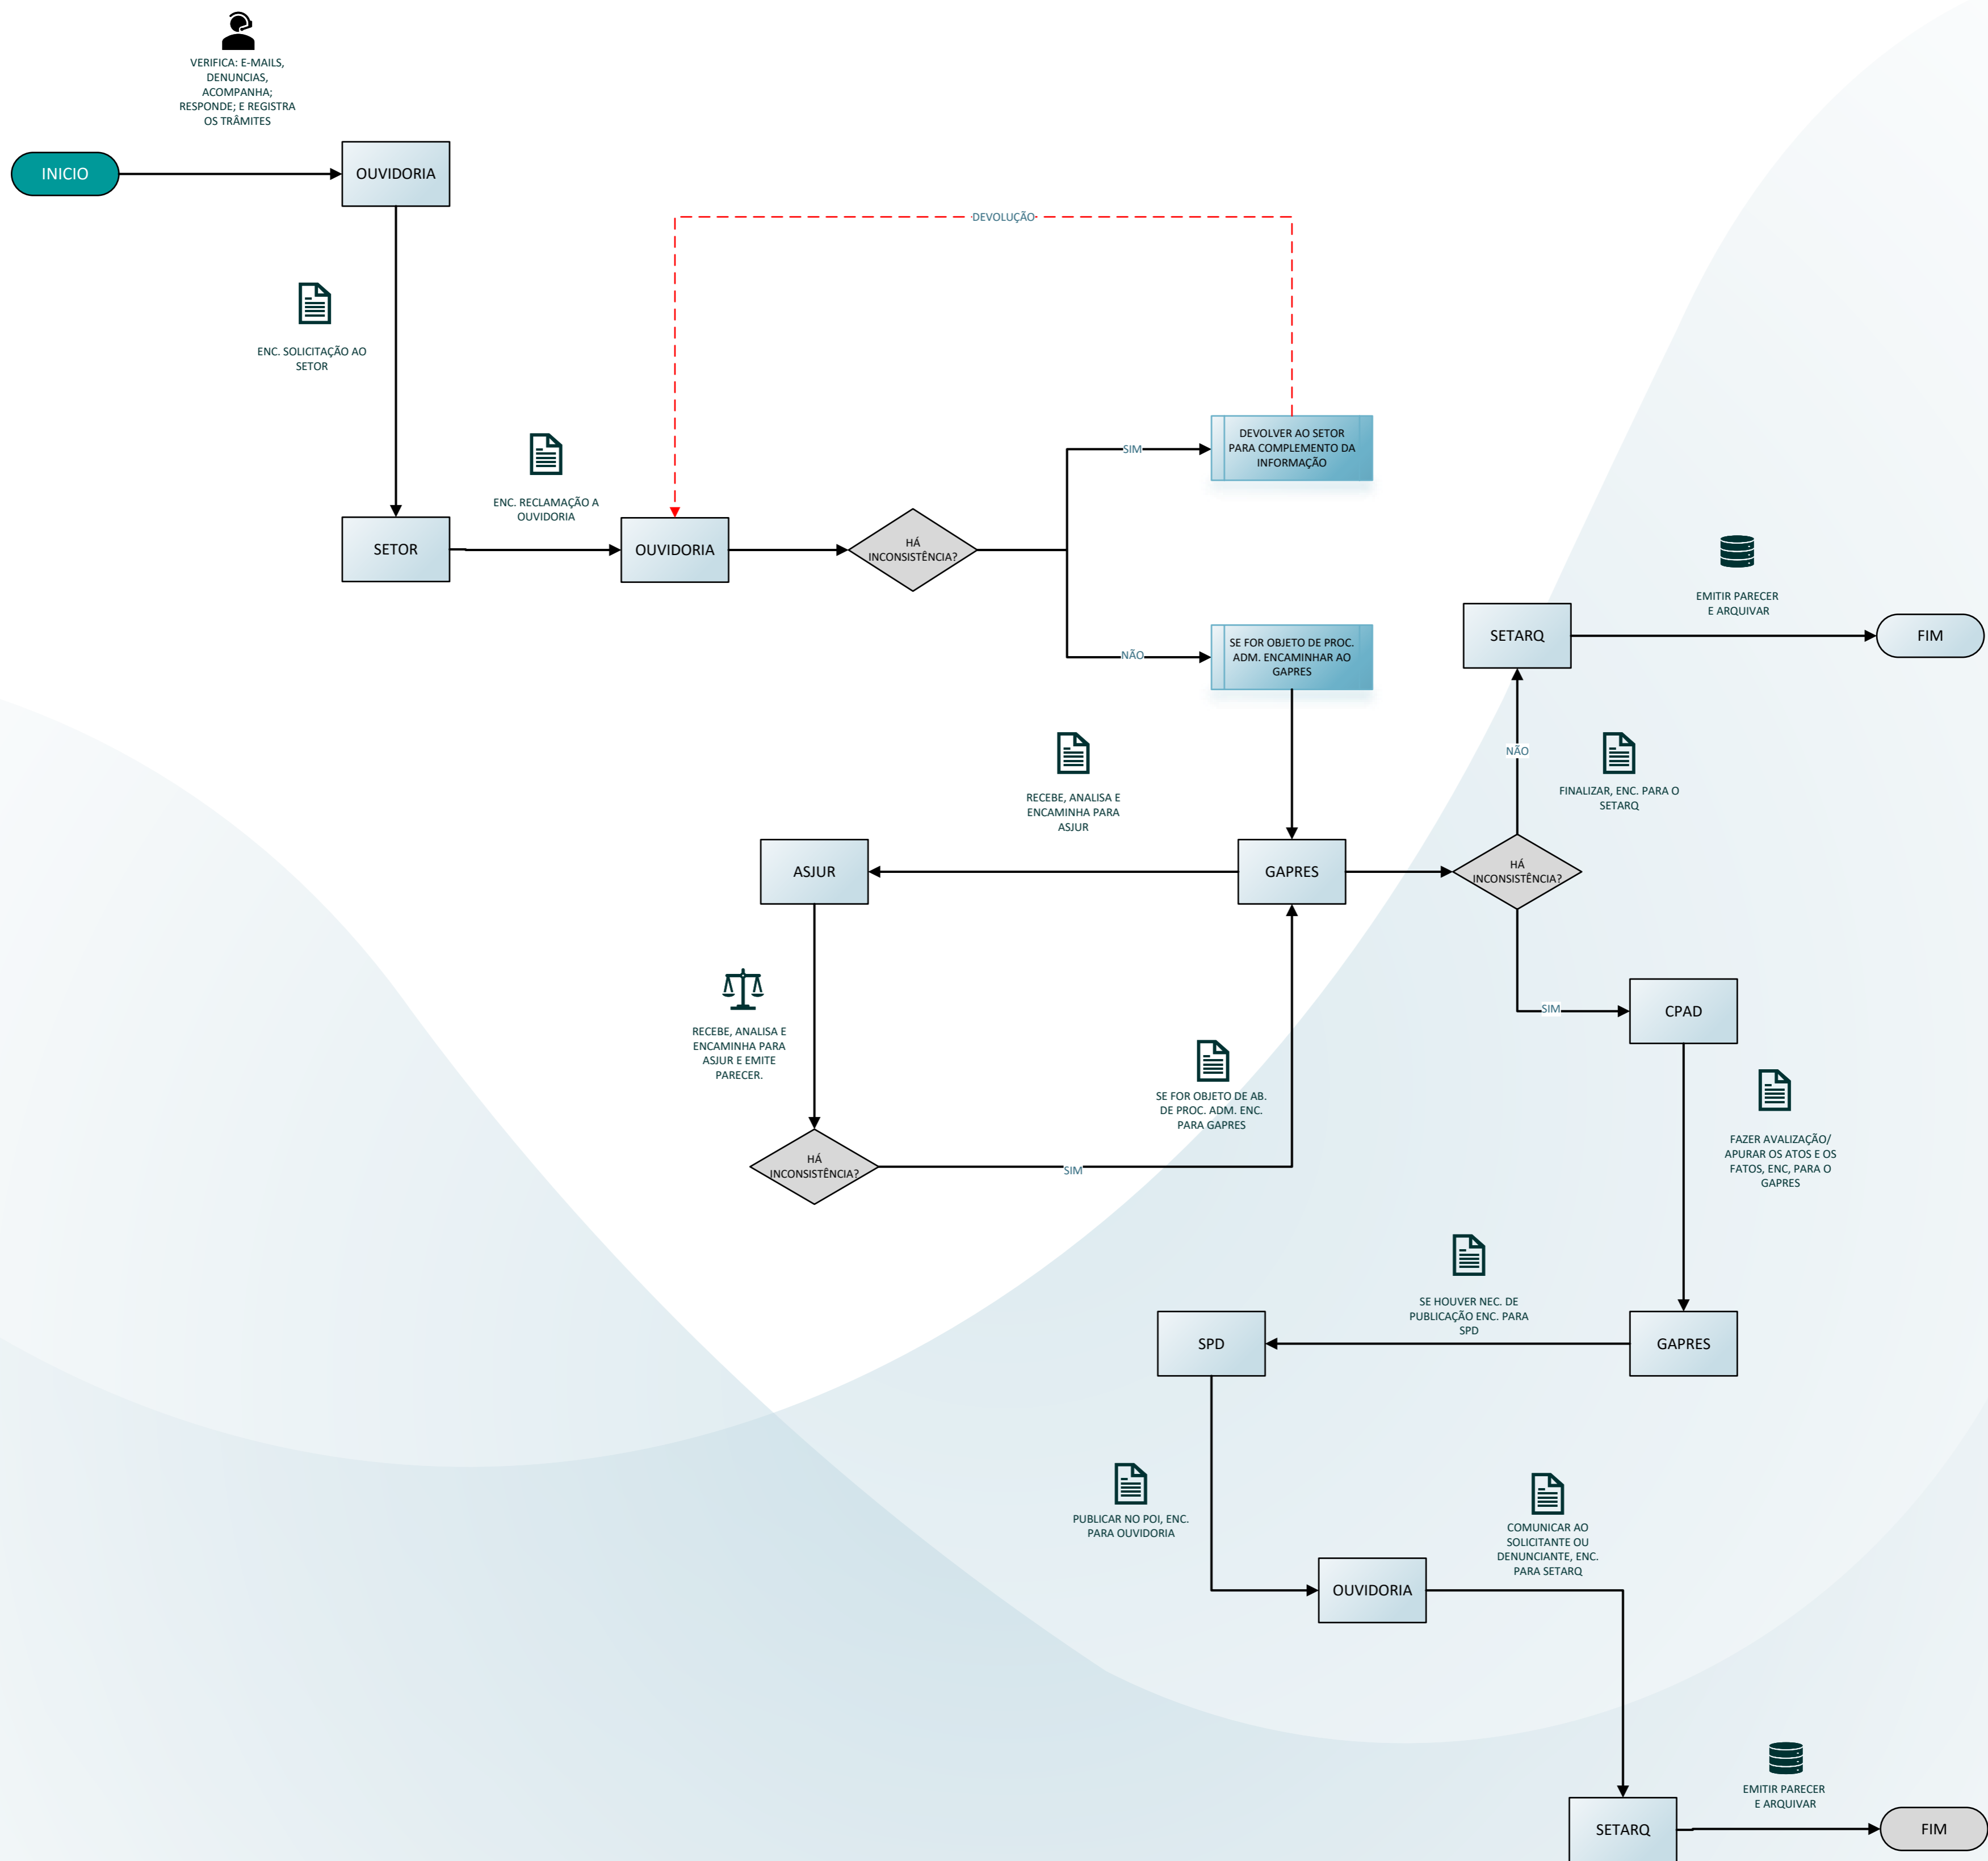 VERIFICA: E-MAILS,
DENUNCIAS,
ACOMPANHA;
RESPONDE; E REGISTRA
OS TRÂMITES
INICIO
OUVIDORIA
DEVOLUÇÃO
ENC. SOLICITAÇÃO AO
SETOR
DEVOLVER AO SETOR
PARA COMPLEMENTO DA
INFORMAÇÃO
SIM
ENC. RECLAMAÇÃO A
OUVIDORIA
SETOR
OUVIDORIA
HÁ
INCONSISTÊNCIA?
EMITIR PARECER
E ARQUIVAR
SETARQ
FIM
SE FOR OBJETO DE PROC.
ADM. ENCAMINHAR AO
GAPRES
NÃO
NÃO
FINALIZAR, ENC. PARA O
SETARQ
RECEBE, ANALISA E
ENCAMINHA PARA
ASJUR
ASJUR
GAPRES
HÁ
INCONSISTÊNCIA?
SIM
CPAD
RECEBE, ANALISA E
ENCAMINHA PARA
ASJUR E EMITE
PARECER.
SE FOR OBJETO DE AB.
DE PROC. ADM. ENC.
PARA GAPRES
HÁ
INCONSISTÊNCIA?
SIM
FAZER AVALIZAÇÃO/
APURAR OS ATOS E OS
FATOS, ENC, PARA O
GAPRES
SE HOUVER NEC. DE
PUBLICAÇÃO ENC. PARA
SPD
SPD
GAPRES
PUBLICAR NO POI, ENC.
PARA OUVIDORIA
COMUNICAR AO
SOLICITANTE OU
DENUNCIANTE, ENC.
PARA SETARQ
OUVIDORIA
EMITIR PARECER
E ARQUIVAR
SETARQ
FIM